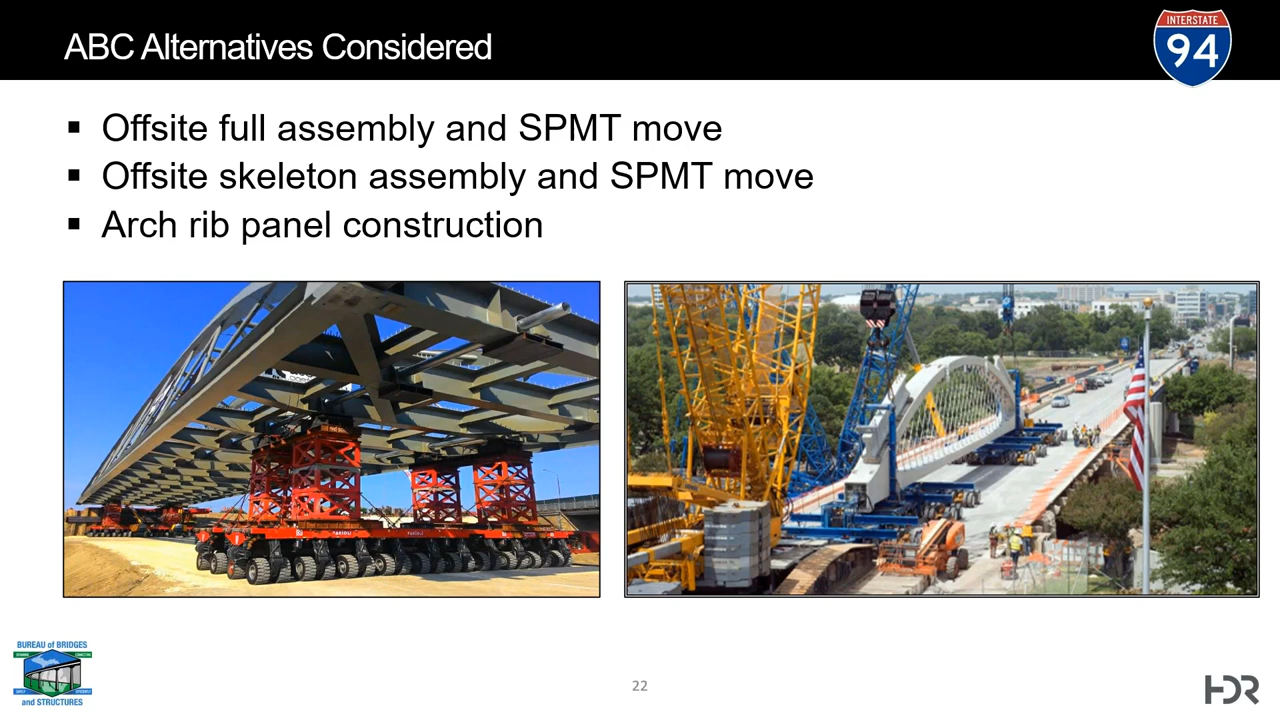 ABC Alternatives Considered
INTERSTATE
94
▪ Offsite full assembly and SPMT move
▪ Offsite skeleton assembly and SPMT move
▪ Arch rib panel construction
BUREAU of BRIDGES
and STRUCTURES
22
HDR